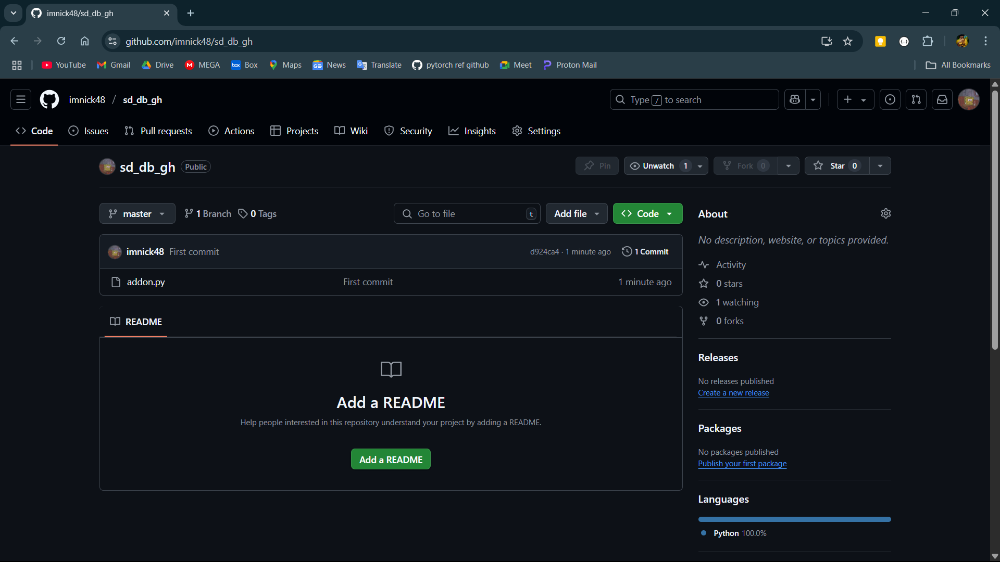 imnick48/sd_db_gh
github.com/imnick48/sd_db_gh
YouTube Gmail Drive MEGA box Box Maps News Translate pytorch ref github Meet Proton Mail All Bookmarks
imnick48 / sd_db_gh Type / to search
Code Issues Pull requests Actions Projects Wiki Security Insights Settings
sd_db_gh Public Pin Unwatch 1 Fork 0 Star 0
master 1 Branch 0 Tags Go to file t Add file Code
imnick48 First commit d924ca4 · 1 minute ago 1 Commit
addon.py First commit 1 minute ago
README
Add a README
Help people interested in this repository understand your project by adding a README.
Add a README
About
No description, website, or topics provided.
Activity
0 stars
1 watching
0 forks
Releases
No releases published
Create a new release
Packages
No packages published
Publish your first package
Languages
Python 100.0%